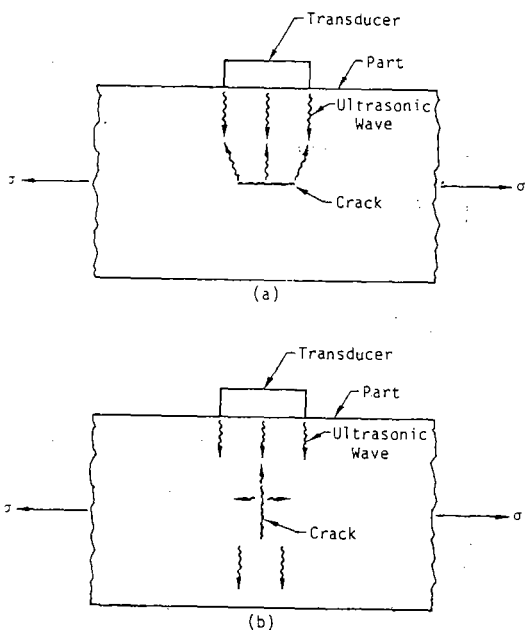 Transducer
Part
Ultrasonic
Wave
σ
σ
Crack
(a)
Transducer
Part
Ultrasonic
Wave
σ
σ
Crack
(b)